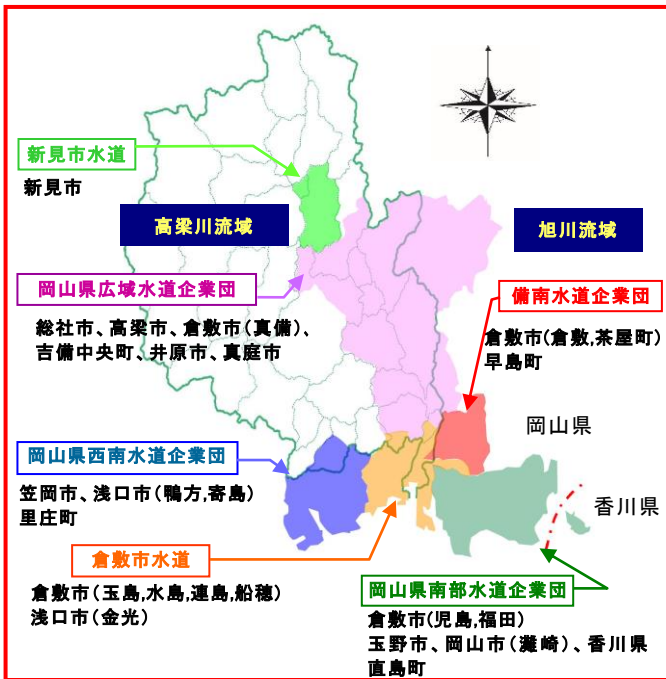 新見市水道
新見市
高梁川流域
旭川流域
岡山県広域水道企業団
総社市、高梁市、倉敷市(真備)、
吉備中央町、井原市、真庭市
備南水道企業団
倉敷市(倉敷,茶屋町)
早島町
岡山県
香川県
岡山県西南水道企業団
笠岡市、浅口市(鴨方,寄島)
里庄町
倉敷市水道
倉敷市(玉島,水島,連島,船穂)
浅口市(金光)
岡山県南部水道企業団
倉敷市(児島,福田)
玉野市、岡山市(灘崎)、香川県
直島町